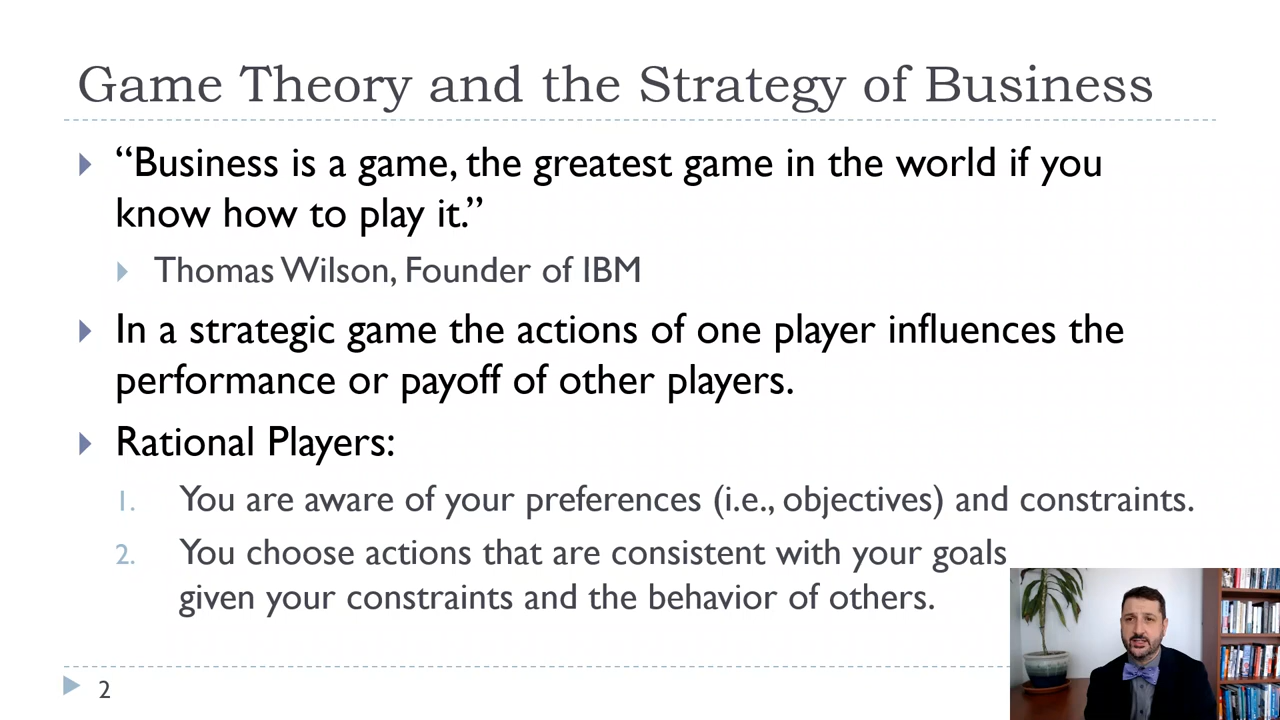 Game Theory and the Strategy of Business
“Business is a game, the greatest game in the world if you
know how to play it.”
Thomas Wilson, Founder of IBM
In a strategic game the actions of one player influences the
performance or payoff of other players.
Rational Players:
1. You are aware of your preferences (i.e., objectives) and constraints.
2. You choose actions that are consistent with your goals
given your constraints and the behavior of others.
2